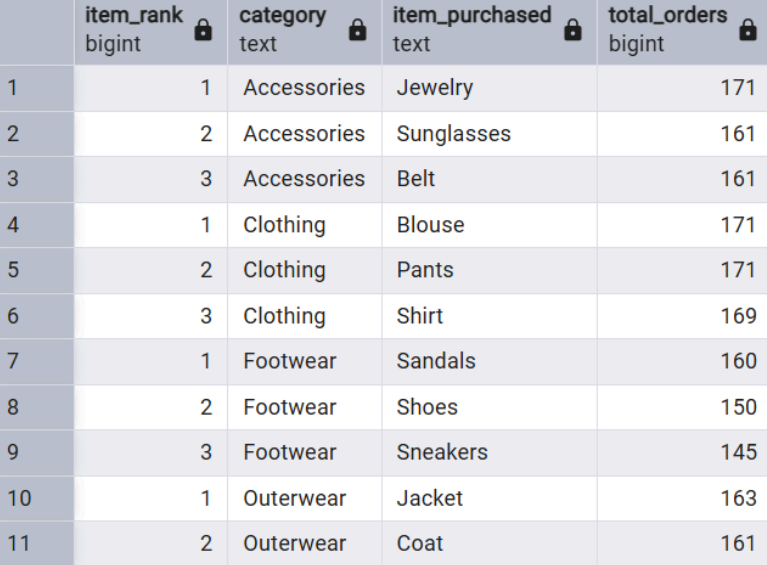 item_rank category item_purchased total_orders
bigint text text bigint
1 1 Accessories Jewelry 171
2 2 Accessories Sunglasses 161
3 3 Accessories Belt 161
4 1 Clothing Blouse 171
5 2 Clothing Pants 171
6 3 Clothing Shirt 169
7 1 Footwear Sandals 160
8 2 Footwear Shoes 150
9 3 Footwear Sneakers 145
10 1 Outerwear Jacket 163
11 2 Outerwear Coat 161